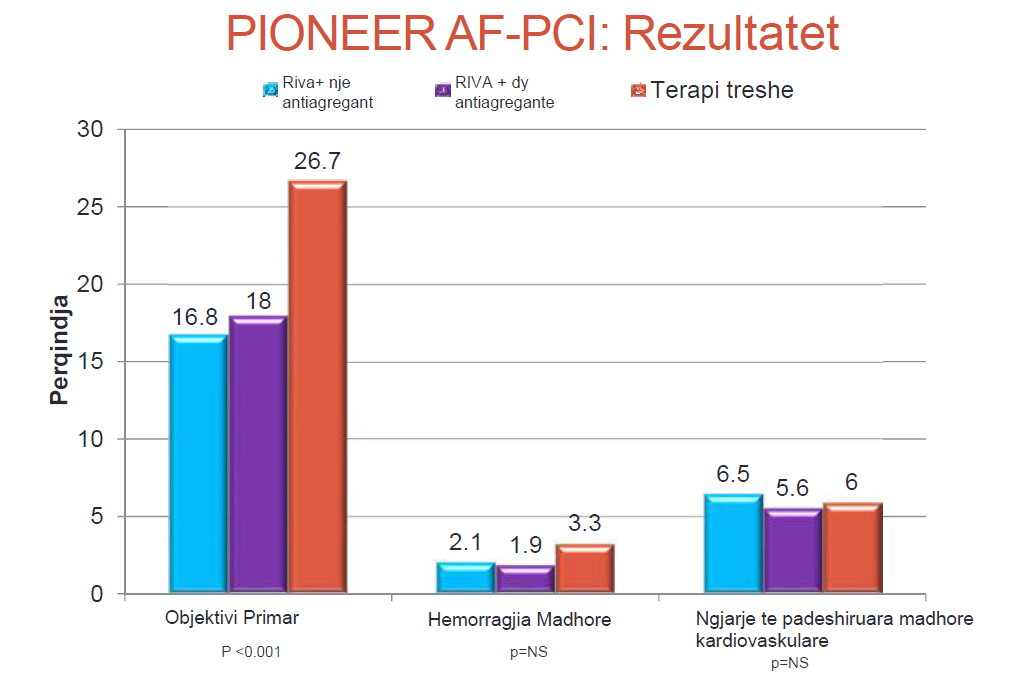 PIONEER AF-PCI: Rezultatet
Riva+ nje
antiagregant
RIVA + dy
antiagregante
Terapi treshe
30
25
20
15
10
5
0
Perqindja
16.8
18
26.7
2.1
1.9
3.3
6.5
5.6
6
Objektivi Primar
P <0.001
Hemorragjia Madhore
p=NS
Ngjarje te padeshiruara madhore
kardiovaskulare
p=NS